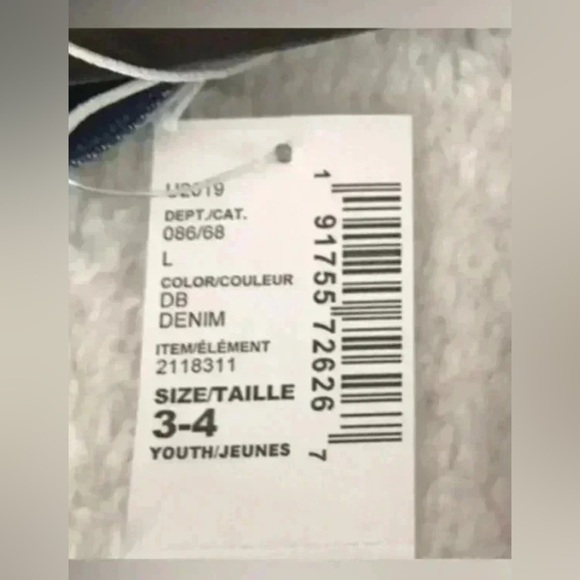 U2019
DEPT./CAT.
086/68
L
COLOR/COULEUR
DB
DENIM
ITEM/ÉLÉMENT
2118311
SIZE/TAILLE
3-4
YOUTH/JEUNES
1 91755 72626 7